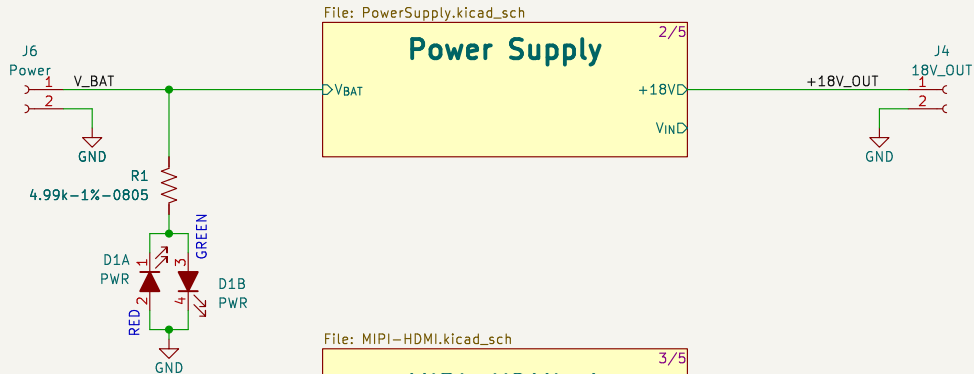 File: PowerSupply.kicad_sch
Power Supply
2/5
J6
Power
1
V_BAT
2
GND
VBAT
+18V
VIN
+18V_OUT
J4
18V_OUT
1
2
GND
R1
4.99k-1%-0805
GREEN
D1A
PWR
1
2
RED
3
4
D1B
PWR
GND
File: MIPI-HDMI.kicad_sch
3/5